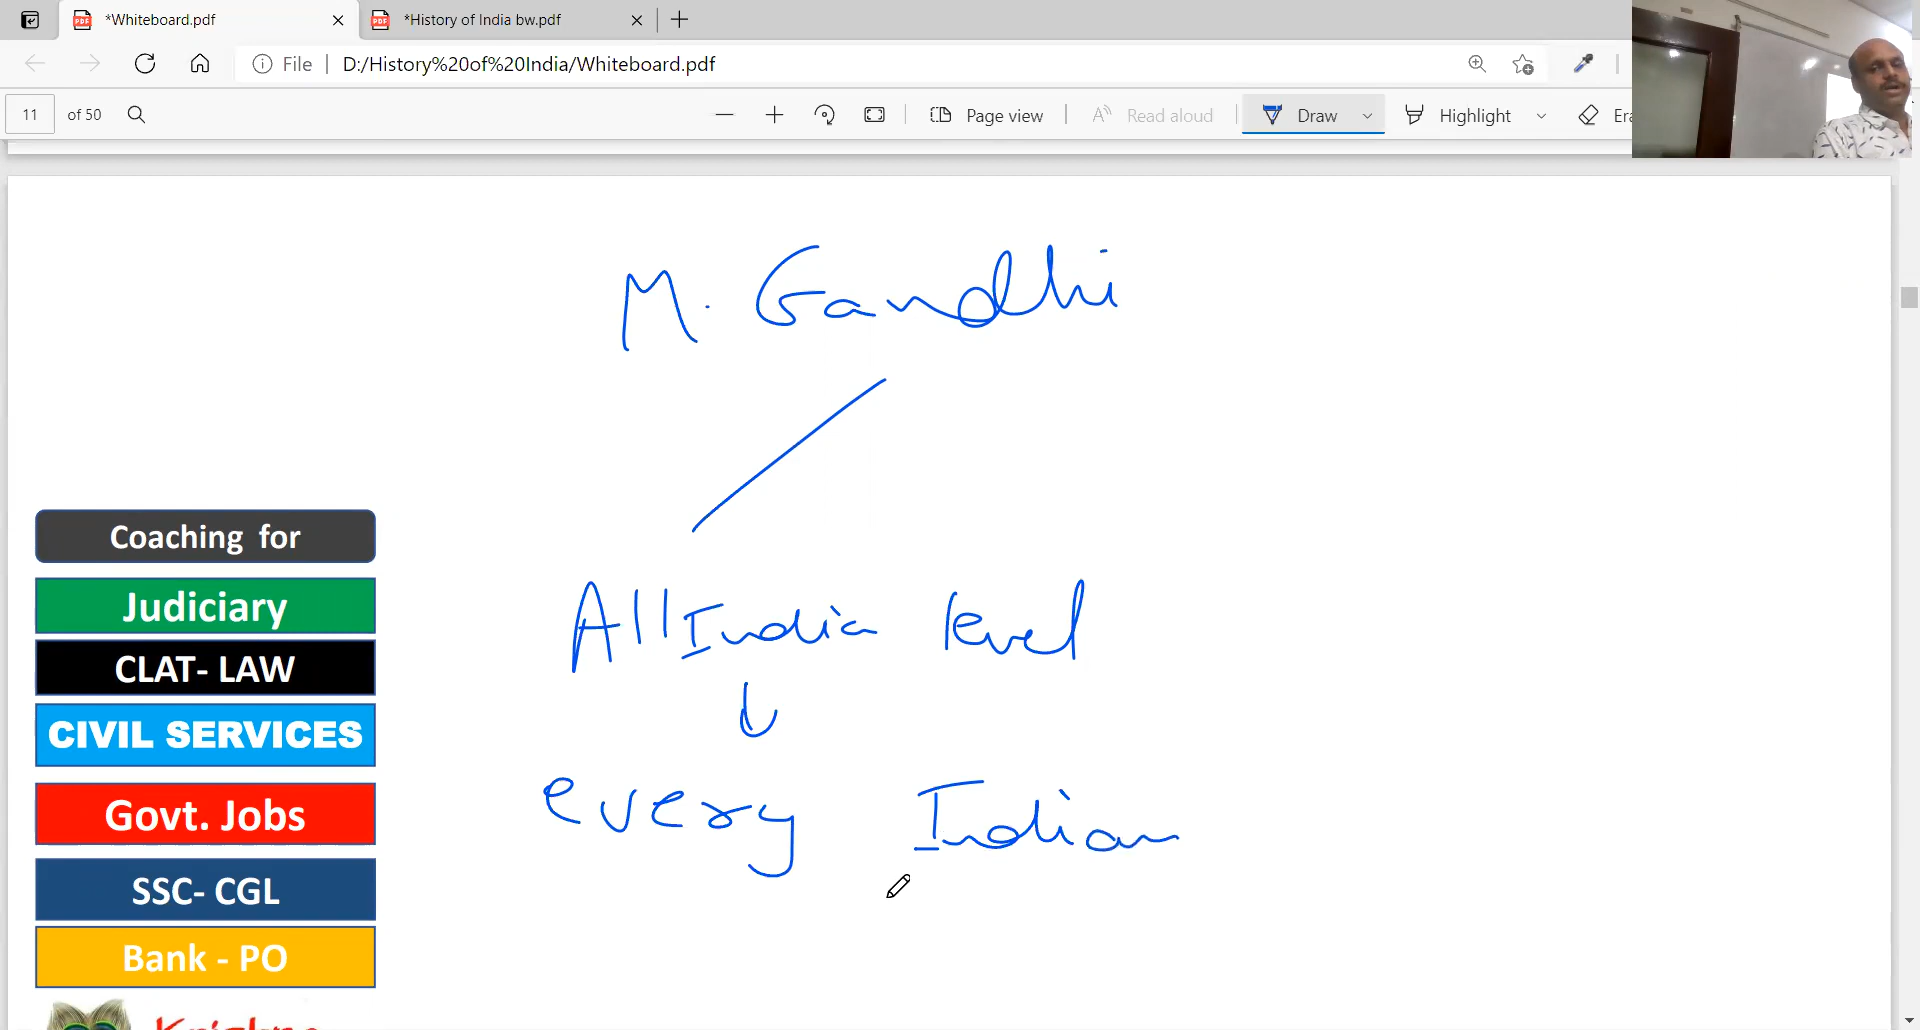 *Whiteboard.pdf
*History of India bw.pdf
File
D:/History%20of%20India/Whiteboard.pdf
11 of 50
Page view
Read aloud
Draw
Highlight
M. Gandhi
All India level
every Indian
Coaching for
Judiciary
CLAT- LAW
CIVIL SERVICES
Govt. Jobs
SSC- CGL
Bank - PO